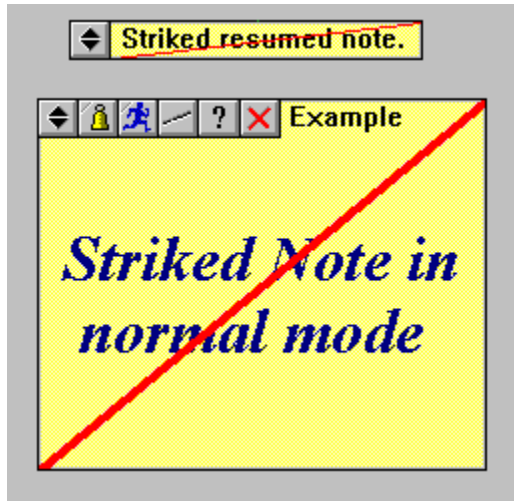 Striked resumed note.
? Example
Striked Note in
normal mode